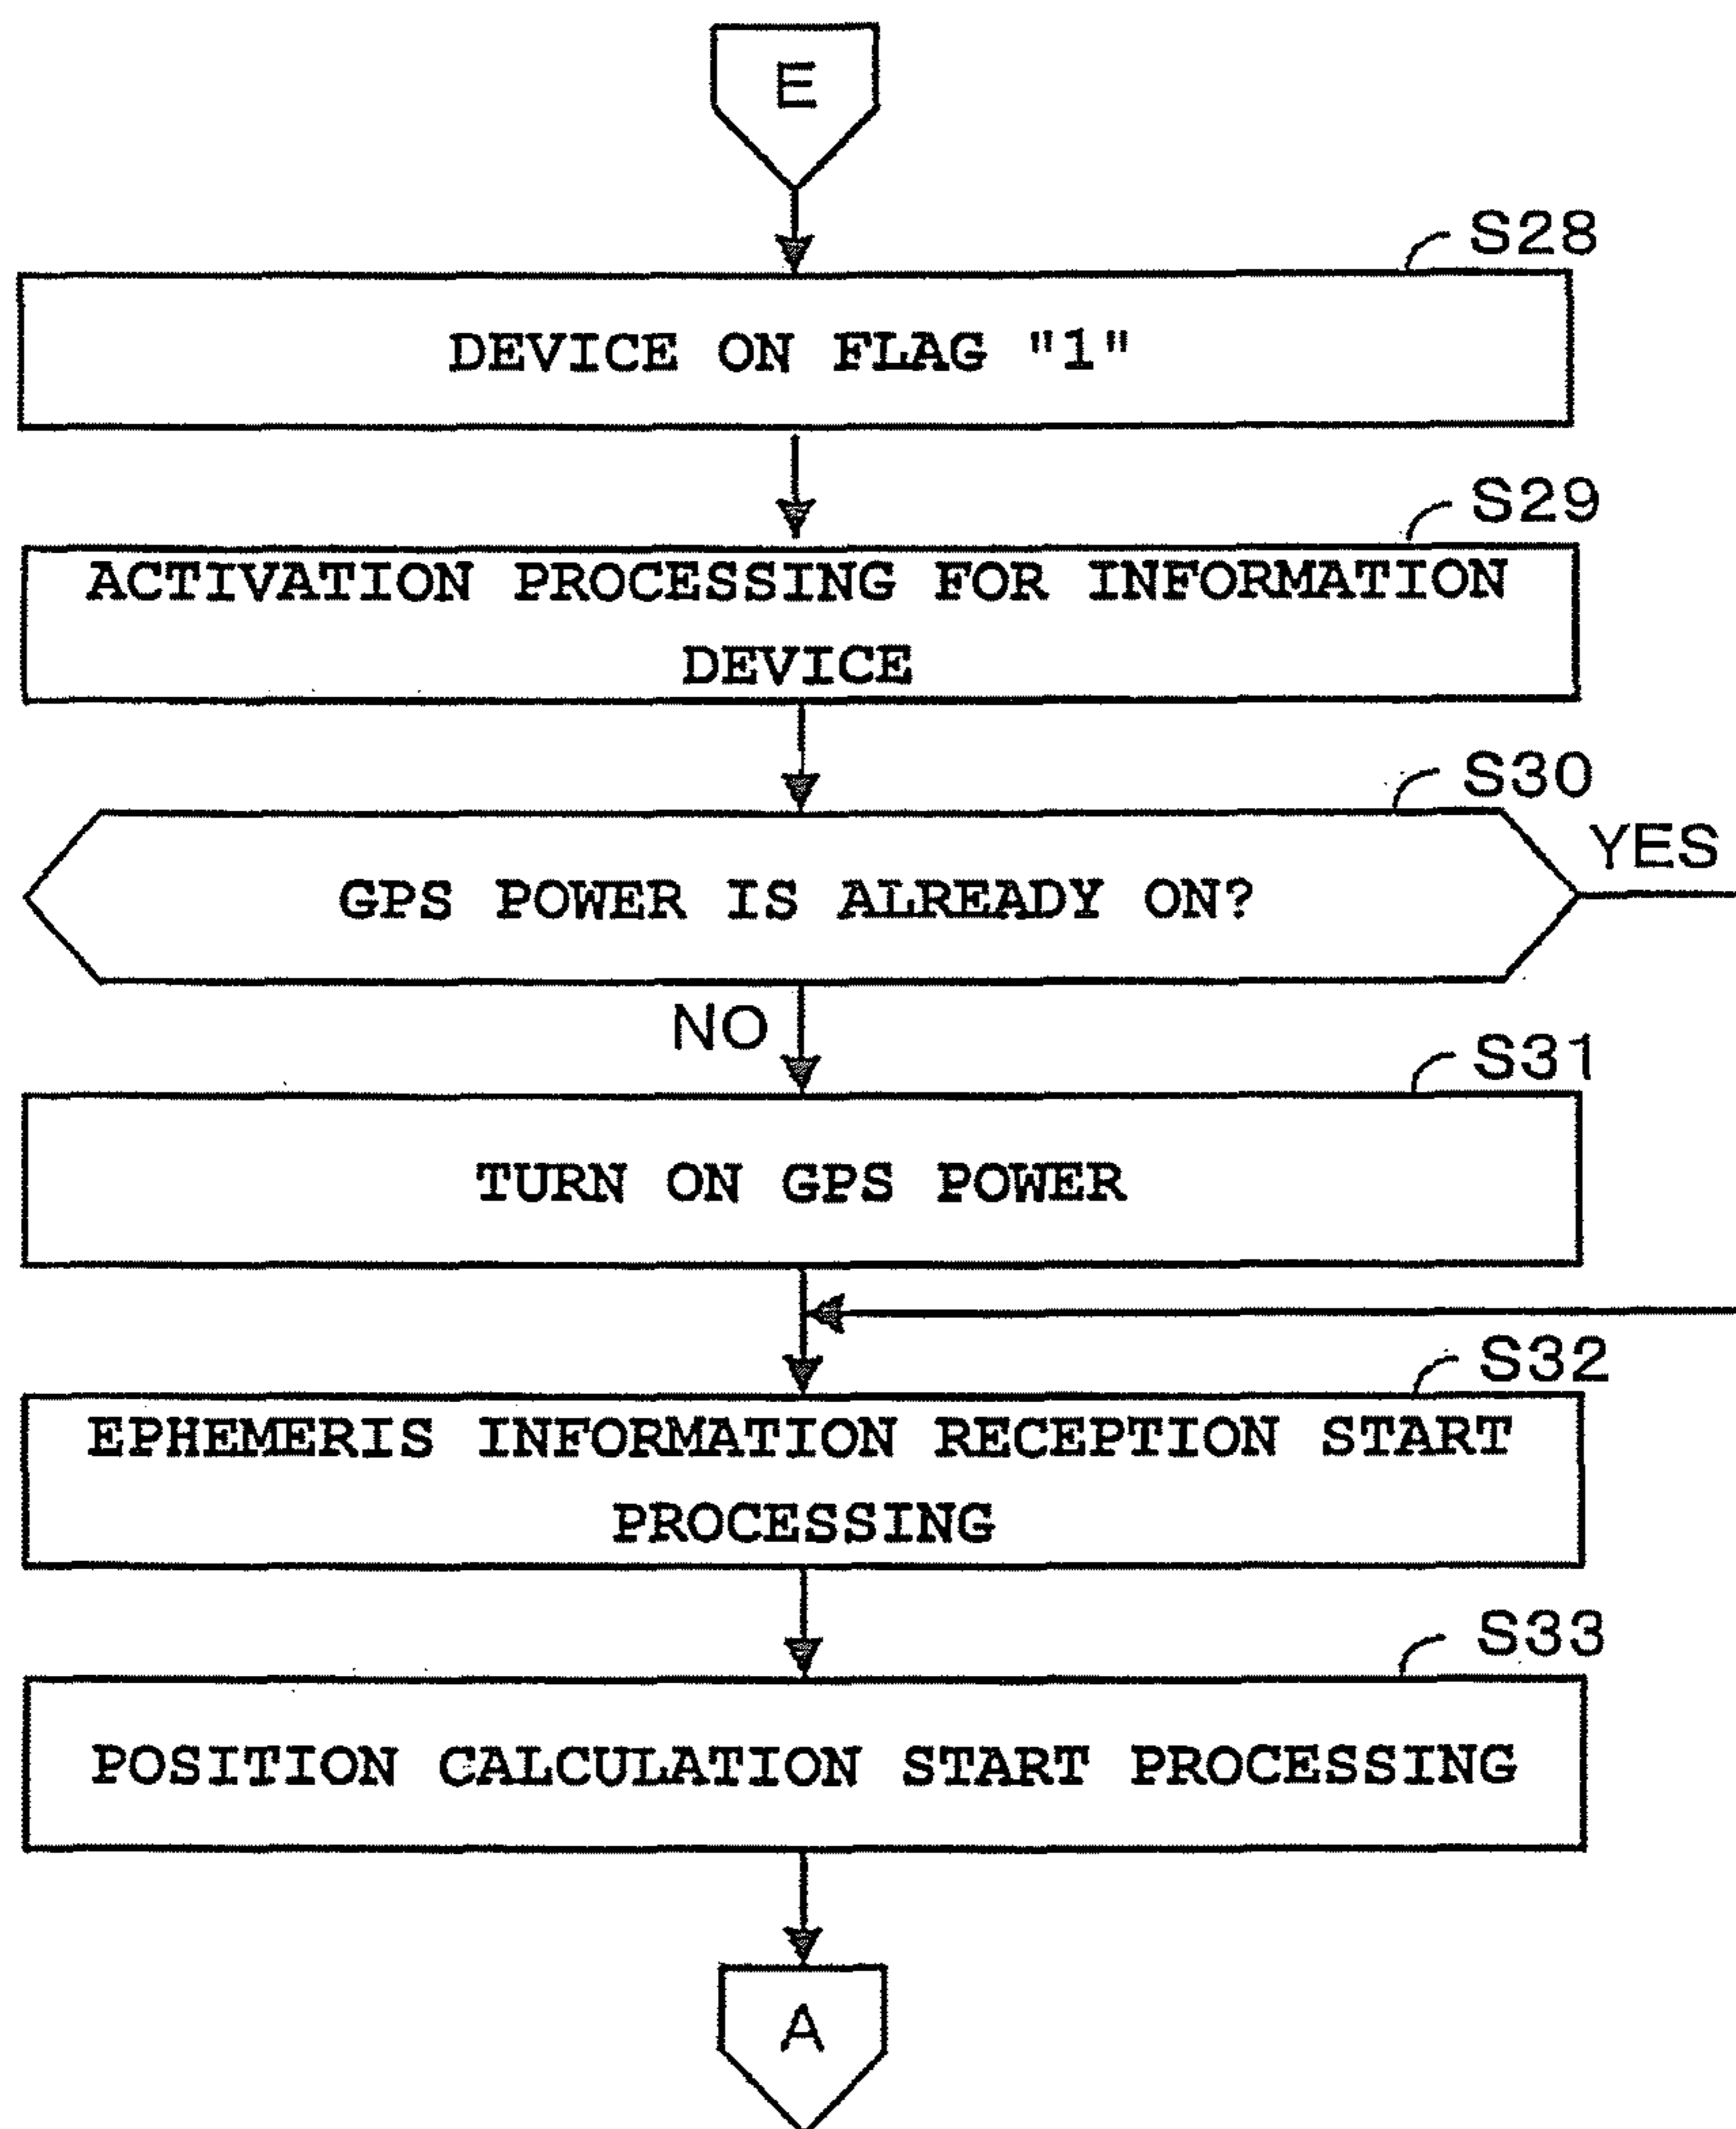 E
S28
DEVICE ON FLAG "1"
S29
ACTIVATION PROCESSING FOR INFORMATION
DEVICE
S30
YES
GPS POWER IS ALREADY ON?
NO
S31
TURN ON GPS POWER
S32
EPHEMERIS INFORMATION RECEPTION START
PROCESSING
S33
POSITION CALCULATION START PROCESSING
A